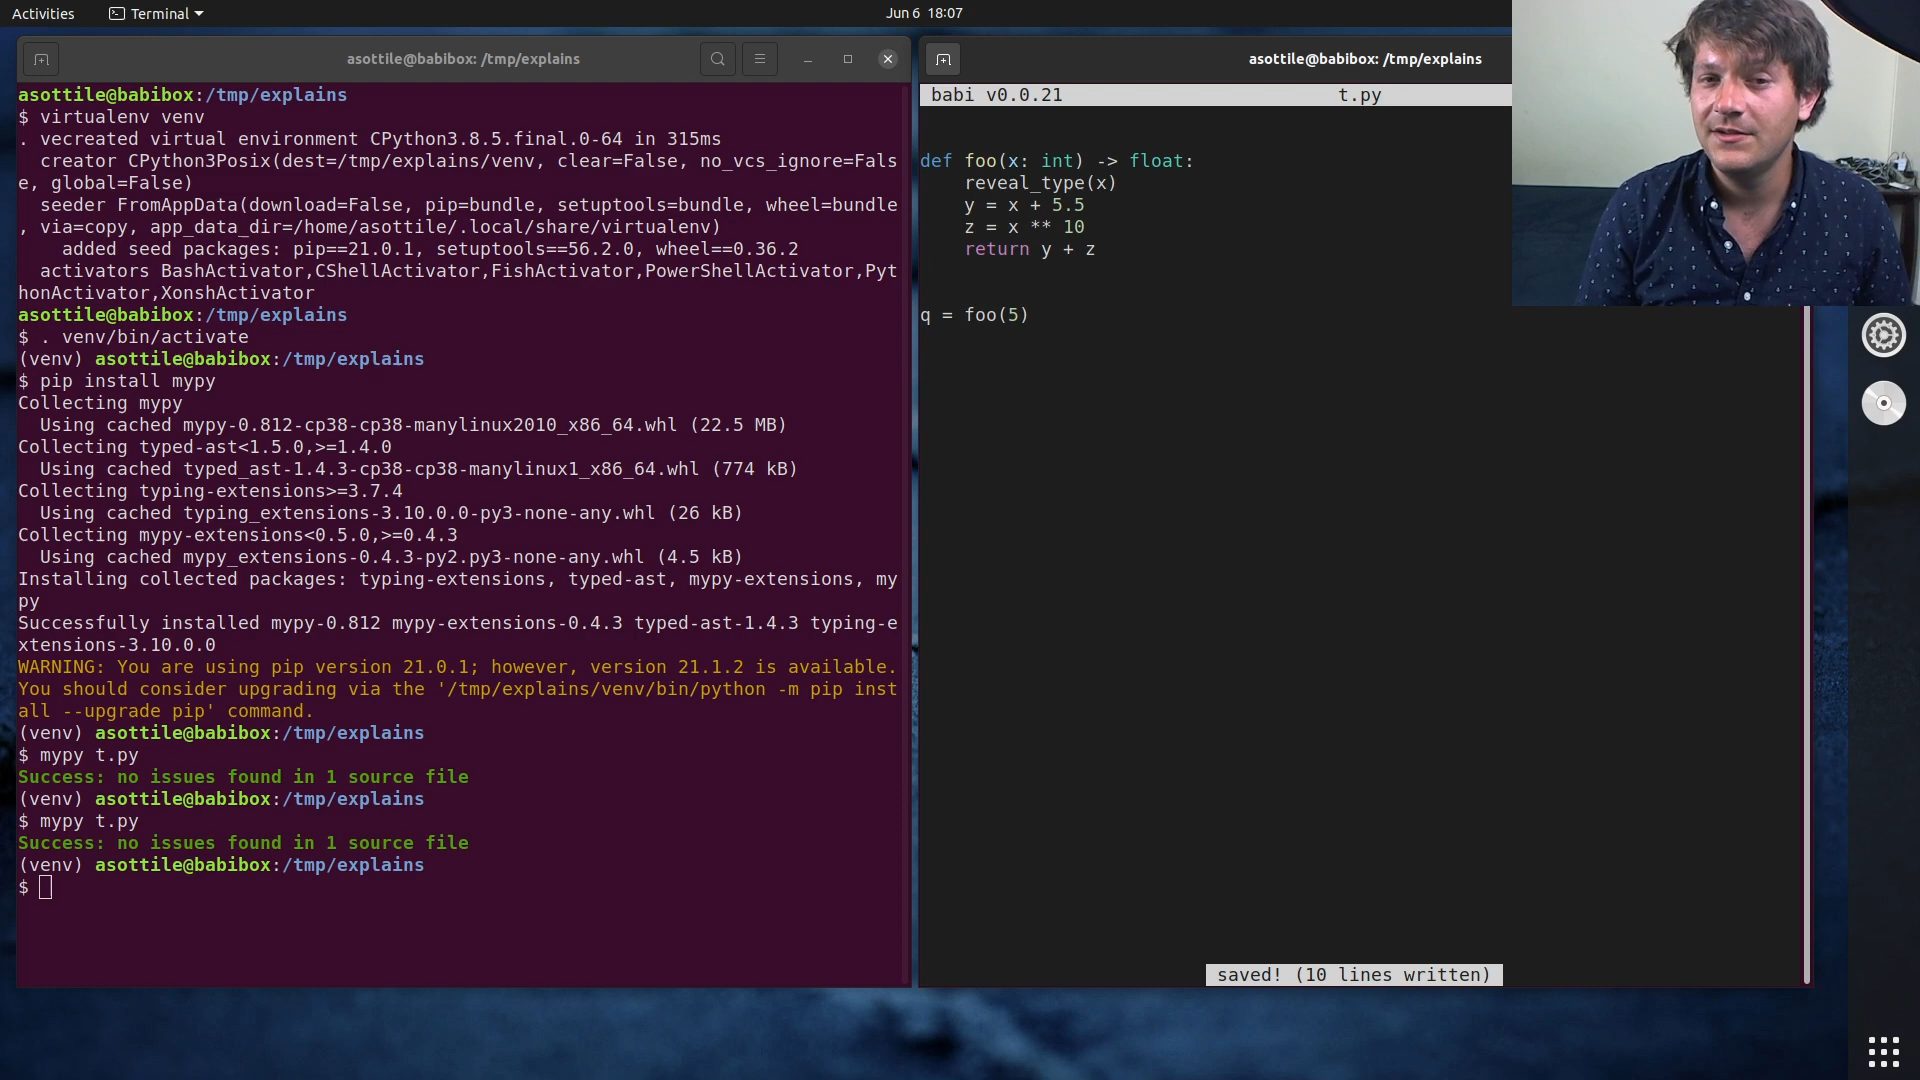 Activities
Terminal
Jun 6 18:07
asottile@babibox: /tmp/explains
asottile@babibox:/tmp/explains
$ virtualenv venv
. vecreated virtual environment CPython3.8.5.final.0-64 in 315ms
  creator CPython3Posix(dest=/tmp/explains/venv, clear=False, no_vcs_ignore=Fals
e, global=False)
  seeder FromAppData(download=False, pip=bundle, setuptools=bundle, wheel=bundle
, via=copy, app_data_dir=/home/asottile/.local/share/virtualenv)
    added seed packages: pip==21.0.1, setuptools==56.2.0, wheel==0.36.2
  activators BashActivator,CShellActivator,FishActivator,PowerShellActivator,Pyt
honActivator,XonshActivator
asottile@babibox:/tmp/explains
$ . venv/bin/activate
(venv) asottile@babibox:/tmp/explains
$ pip install mypy
Collecting mypy
  Using cached mypy-0.812-cp38-cp38-manylinux2010_x86_64.whl (22.5 MB)
Collecting typed-ast<1.5.0,>=1.4.0
  Using cached typed_ast-1.4.3-cp38-cp38-manylinux1_x86_64.whl (774 kB)
Collecting typing-extensions>=3.7.4
  Using cached typing_extensions-3.10.0.0-py3-none-any.whl (26 kB)
Collecting mypy-extensions<0.5.0,>=0.4.3
  Using cached mypy_extensions-0.4.3-py2.py3-none-any.whl (4.5 kB)
Installing collected packages: typing-extensions, typed-ast, mypy-extensions, my
py
Successfully installed mypy-0.812 mypy-extensions-0.4.3 typed-ast-1.4.3 typing-e
xtensions-3.10.0.0
WARNING: You are using pip version 21.0.1; however, version 21.1.2 is available.
You should consider upgrading via the '/tmp/explains/venv/bin/python -m pip inst
all --upgrade pip' command.
(venv) asottile@babibox:/tmp/explains
$ mypy t.py
Success: no issues found in 1 source file
(venv) asottile@babibox:/tmp/explains
$ mypy t.py
Success: no issues found in 1 source file
(venv) asottile@babibox:/tmp/explains
$
asottile@babibox: /tmp/explains
babi v0.0.21 t.py
def foo(x: int) -> float:
    reveal_type(x)
    y = x + 5.5
    z = x ** 10
    return y + z
q = foo(5)
saved! (10 lines written)